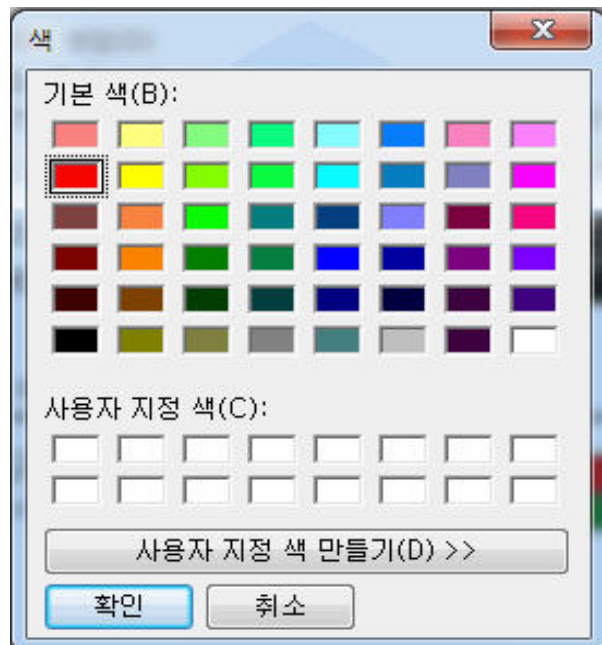 색
기본 색(B):
사용자 지정 색(C):
사용자 지정 색 만들기(D) >>
확인
취소